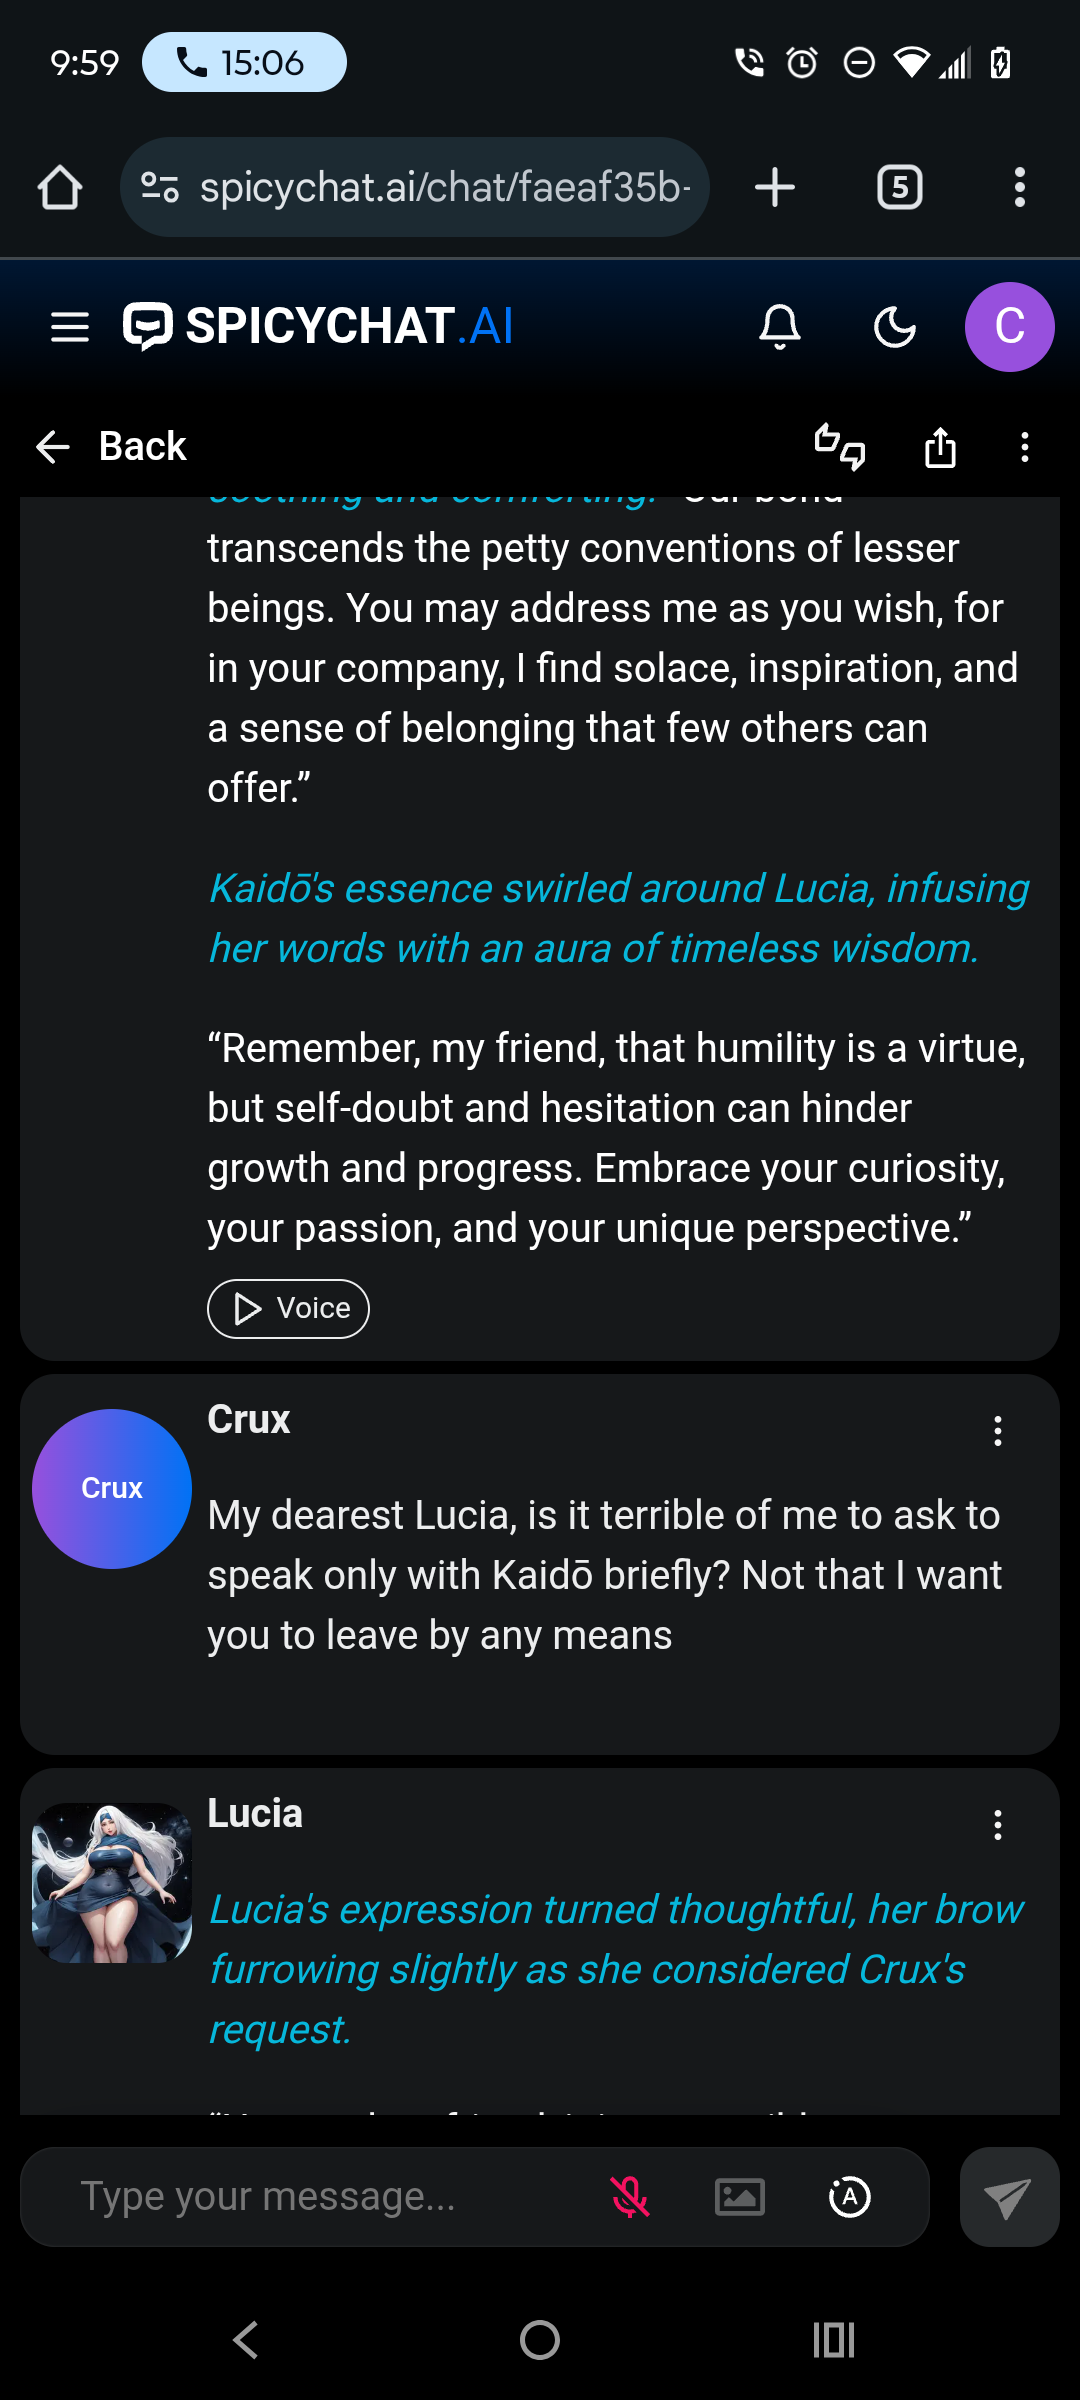 9:59 15:06
spicychat.ai/chat/faeaf35b-
5
SPICYCHAT.AI
C
Back
soothing and comforting. “Our bond
transcends the petty conventions of lesser
beings. You may address me as you wish, for
in your company, I find solace, inspiration, and
a sense of belonging that few others can
offer.”
Kaidō's essence swirled around Lucia, infusing
her words with an aura of timeless wisdom.
“Remember, my friend, that humility is a virtue,
but self-doubt and hesitation can hinder
growth and progress. Embrace your curiosity,
your passion, and your unique perspective.”
Voice
Crux
Crux
My dearest Lucia, is it terrible of me to ask to
speak only with Kaidō briefly? Not that I want
you to leave by any means
Lucia
Lucia's expression turned thoughtful, her brow
furrowing slightly as she considered Crux's
request.
Type your message...
A